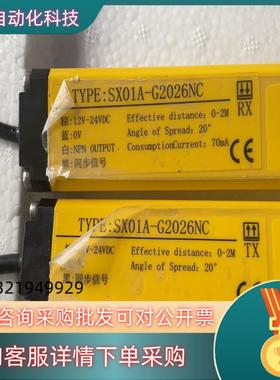 自动化科技
TYPE:SX01A-G2026NC
棕:12V-24VDC
Effective distance: 0-2M
蓝:0V
Angle of Spread: 20°
白:NPN OUTPUT
ConsumptionCurrent: 70mA
黑:同步信号
RX
TYPE:SX01A-G2026NC
V-24VDC
Effective distance: 0-2M
Angle of Spread: 20°
黑:同步信号
TX
821949929
咨询采购批发可对公开票
客服详情下单采购